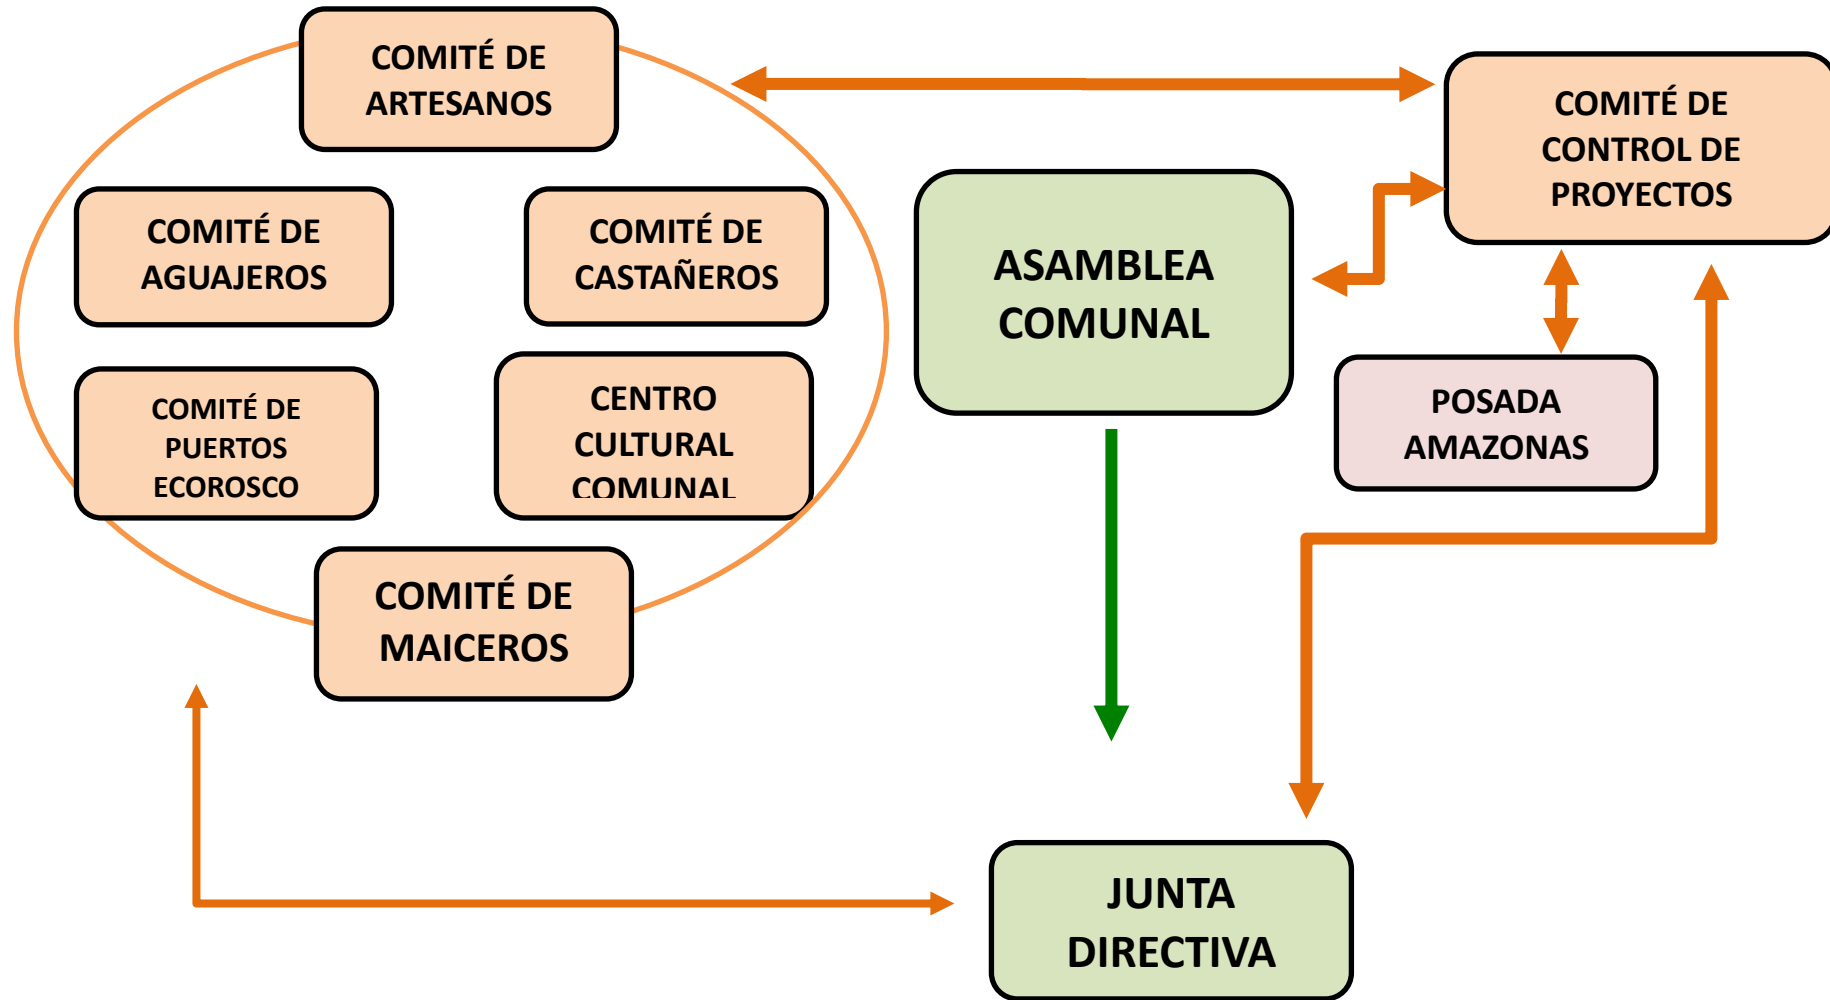 COMITÉ DE
ARTESANOS
COMITÉ DE
AGUAJEROS
COMITÉ DE
CASTAÑEROS
COMITÉ DE
PUERTOS
ECOROSCO
CENTRO
CULTURAL
COMUNAL
COMITÉ DE
MAICEROS
ASAMBLEA
COMUNAL
COMITÉ DE
CONTROL DE
PROYECTOS
POSADA
AMAZONAS
JUNTA
DIRECTIVA